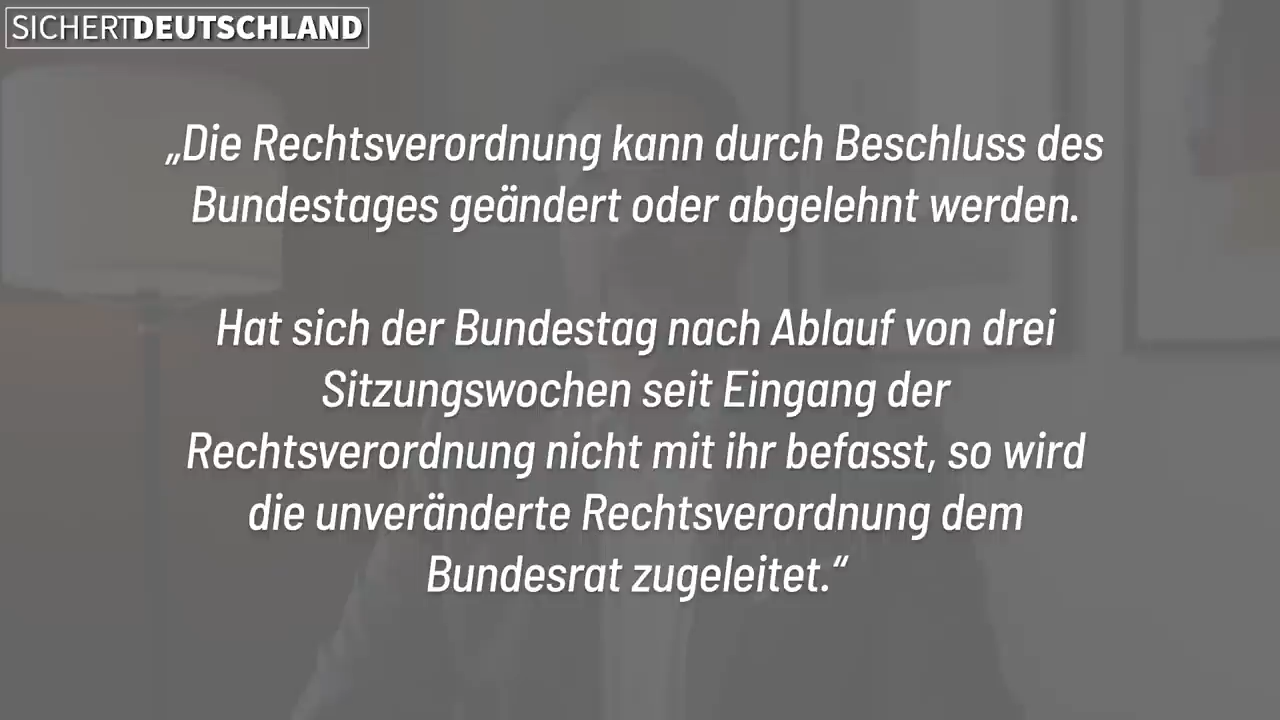 SICHERTDEUTSCHLAND
„Die Rechtsverordnung kann durch Beschluss des
Bundestages geändert oder abgelehnt werden.
Hat sich der Bundestag nach Ablauf von drei
Sitzungswochen seit Eingang der
Rechtsverordnung nicht mit ihr befasst, so wird
die unveränderte Rechtsverordnung dem
Bundesrat zugeleitet.“